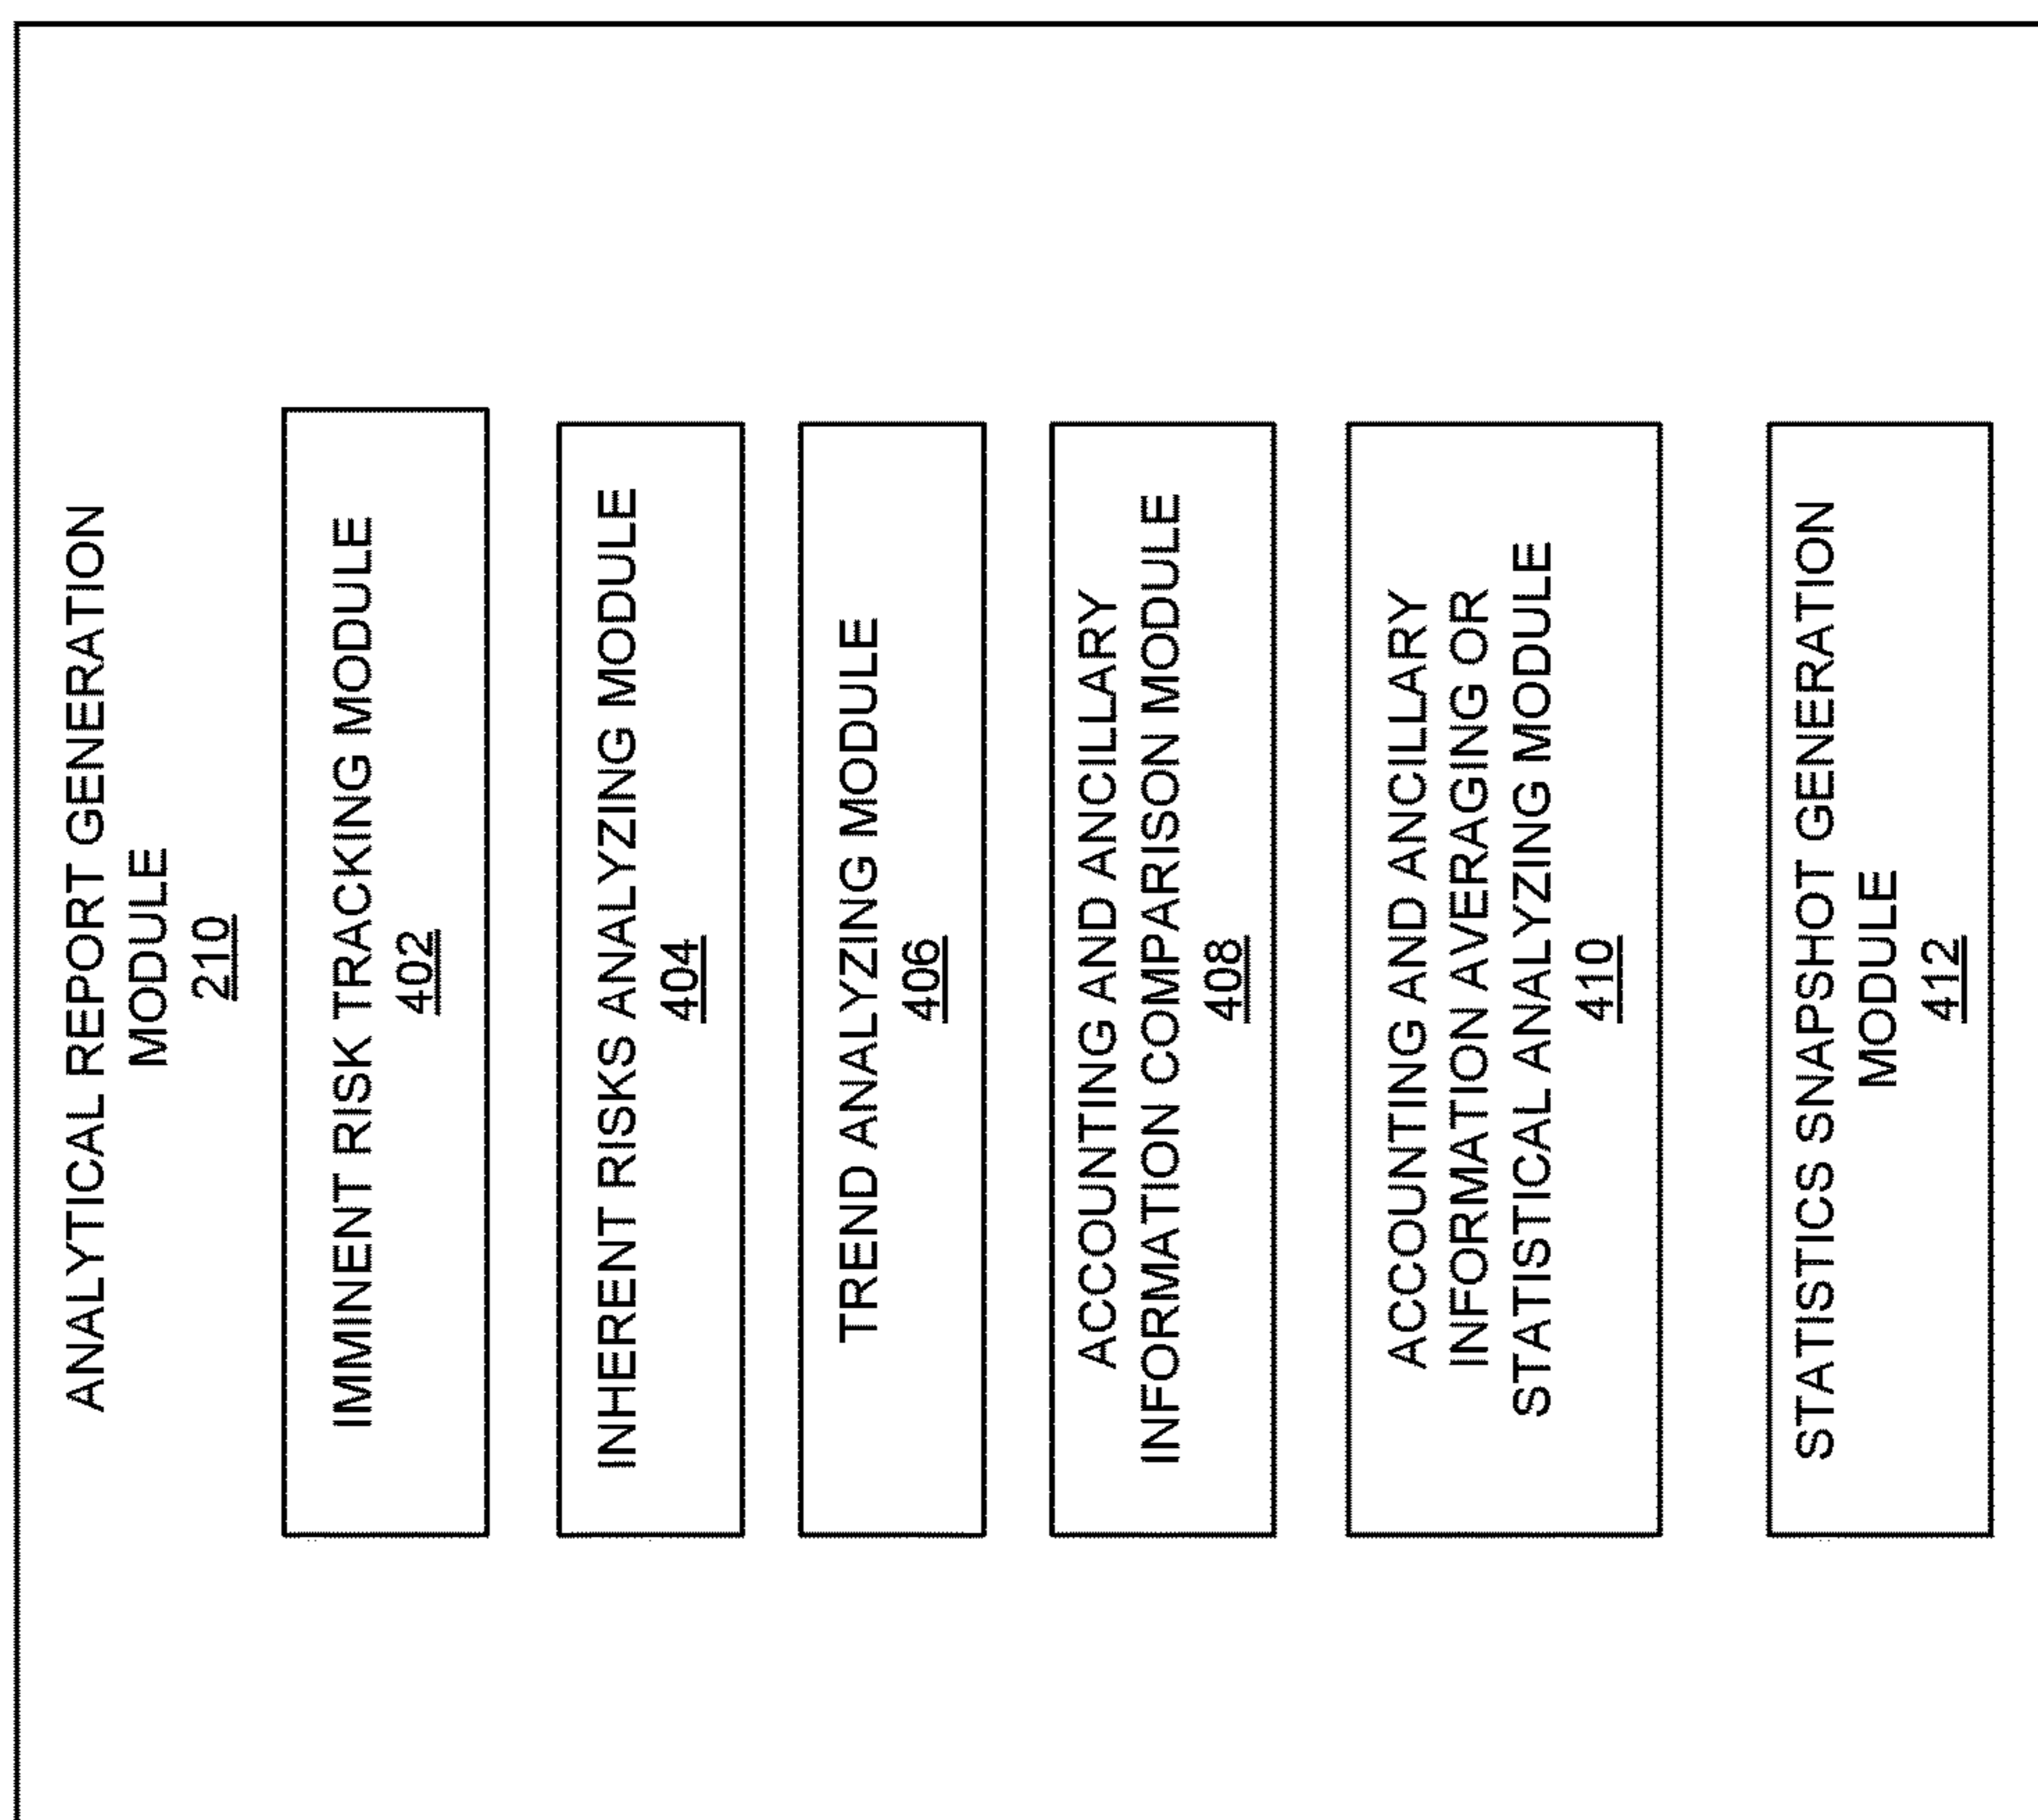 ANALYTICAL REPORT GENERATION
MODULE
210
IMMINENT RISK TRACKING MODULE
402
INHERENT RISKS ANALYZING MODULE
404
TREND ANALYZING MODULE
406
ACCOUNTING AND ANCILLARY
INFORMATION COMPARISON MODULE
408
ACCOUNTING AND ANCILLARY
INFORMATION AVERAGING OR
STATISTICAL ANALYZING MODULE
410
STATISTICS SNAPSHOT GENERATION
MODULE
412